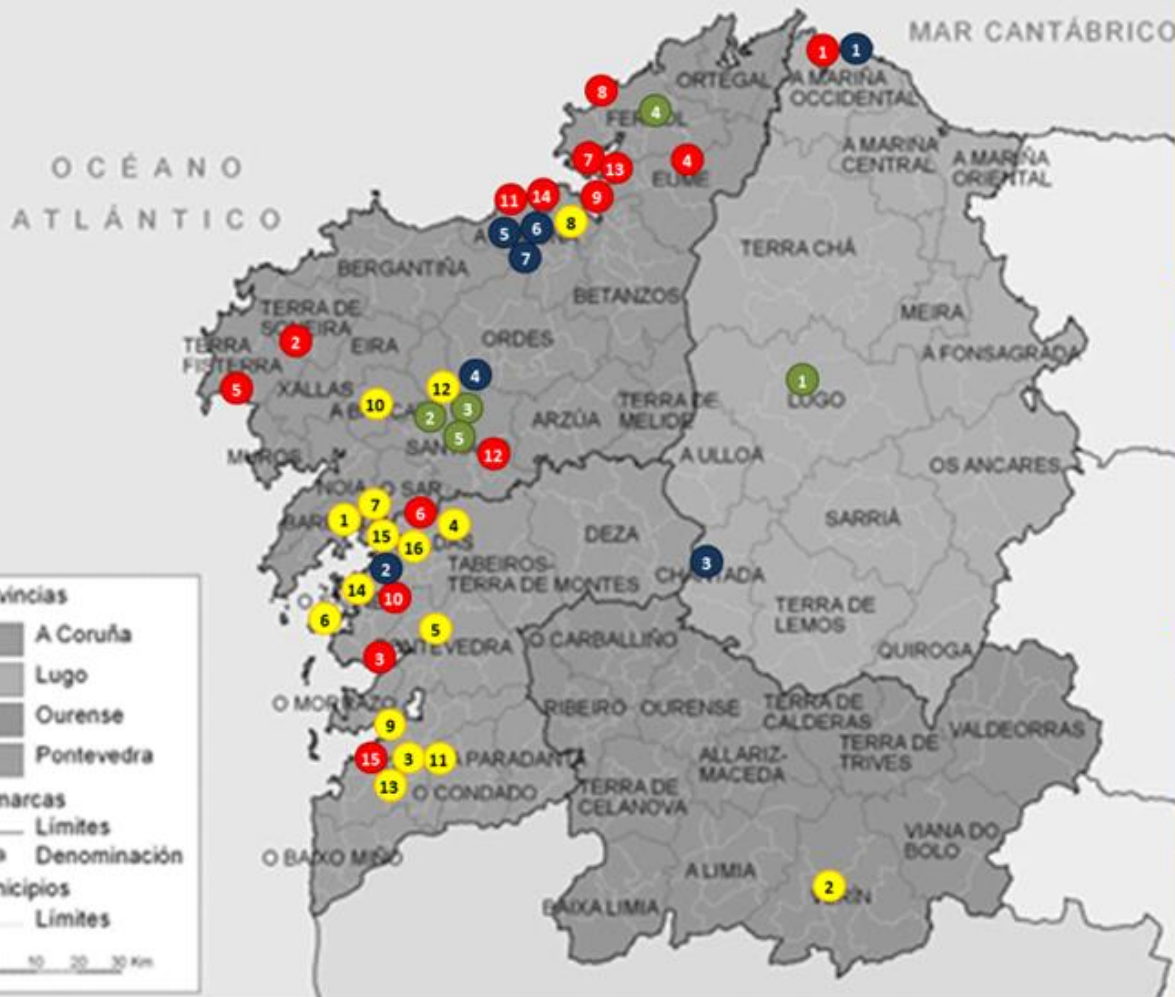 MAR CANTÁBRICO
1
1
A MARIÑA
OCCIDENTAL
ORTEGAL
8
4
A MARIÑA
CENTRAL
A MARIÑA
ORIENTAL
OCÉANO
ATLÁNTICO
7
13
4
EUME
11
14
9
5
6
8
7
TERRA CHÁ
BERGANTIÑA
BETANZOS
MEIRA
TERRA DE
2
ORDES
EIRA
TERRA
FISTERRA
A FONSAGRADA
5
XALLAS
10
12
4
2
3
5
12
1
LUGO
ARZÚA
TERRA DE
MELIDE
MUROS
A ULLOA
OS ANCARES
NOIA
O SAR
7
1
6
4
15
16
2
14
10
6
5
3
DEZA
SARRIÁ
TABEIROS-
TERRA DE MONTES
3
TERRA DE
LEMOS
QUIROGA
O CARBALLIÑO
9
15
3
11
13
A PARADANTA
O CONDADO
RIBEIRO
OURENSE
TERRA DE
CALDERAS
VALDEORRAS
TERRA DE
TRIVES
ALLARIZ-
MACEDA
TERRA DE
CELANOVA
VIANA DO
BOLO
O BAIXO MIÑO
A LIMIA
2
BAIXA LIMIA
A Coruña
Lugo
Ourense
Pontevedra
Límites
Denominación
Límites
10 20 30 Km